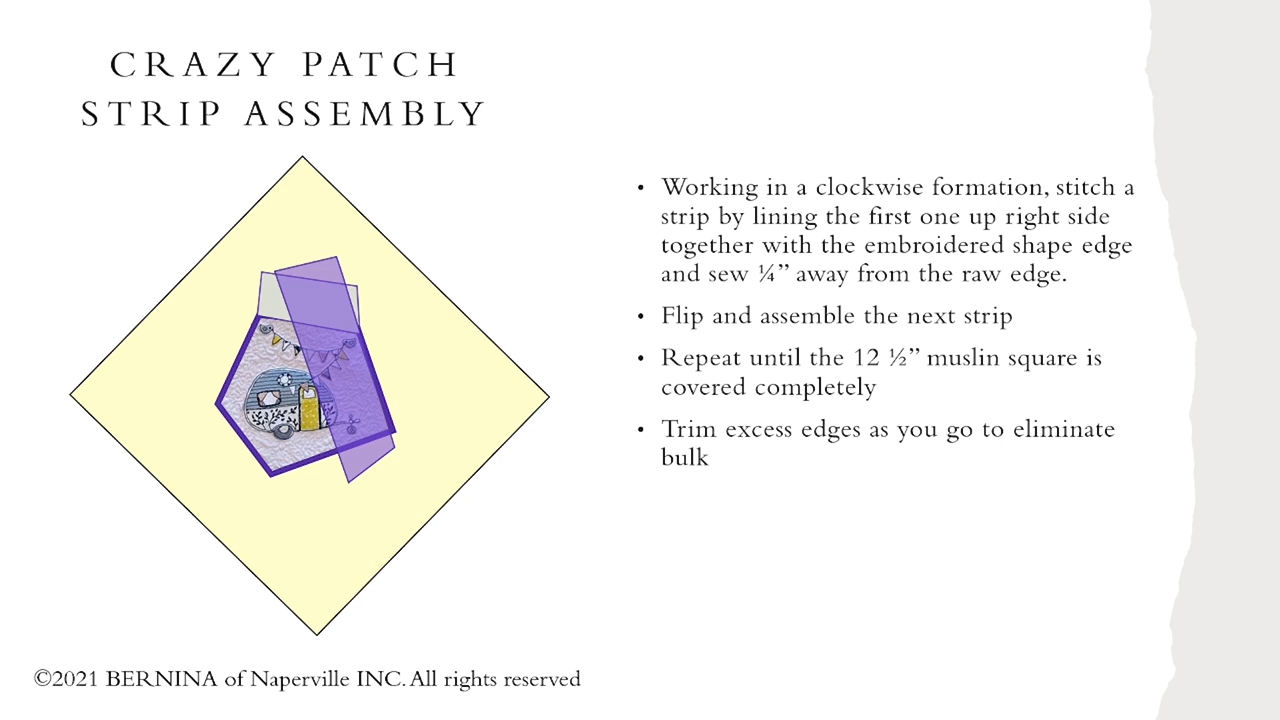 CRAZY PATCH
STRIP ASSEMBLY
• Working in a clockwise formation, stitch a
strip by lining the first one up right side
together with the embroidered shape edge
and sew ¼” away from the raw edge.
• Flip and assemble the next strip
• Repeat until the 12 ½” muslin square is
covered completely
• Trim excess edges as you go to eliminate
bulk
©2021 BERNINA of Naperville INC. All rights reserved